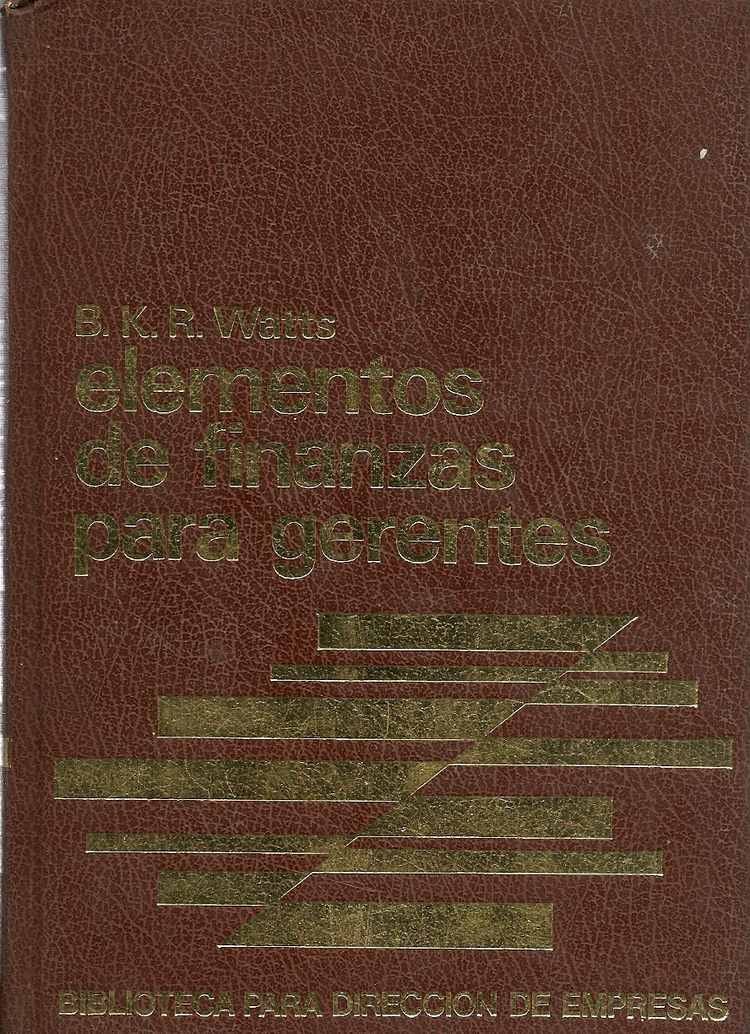 B. K. R. Watts
elementos
de finanzas
para gerentes
BIBLIOTECA PARA DIRECCION DE EMPRESAS